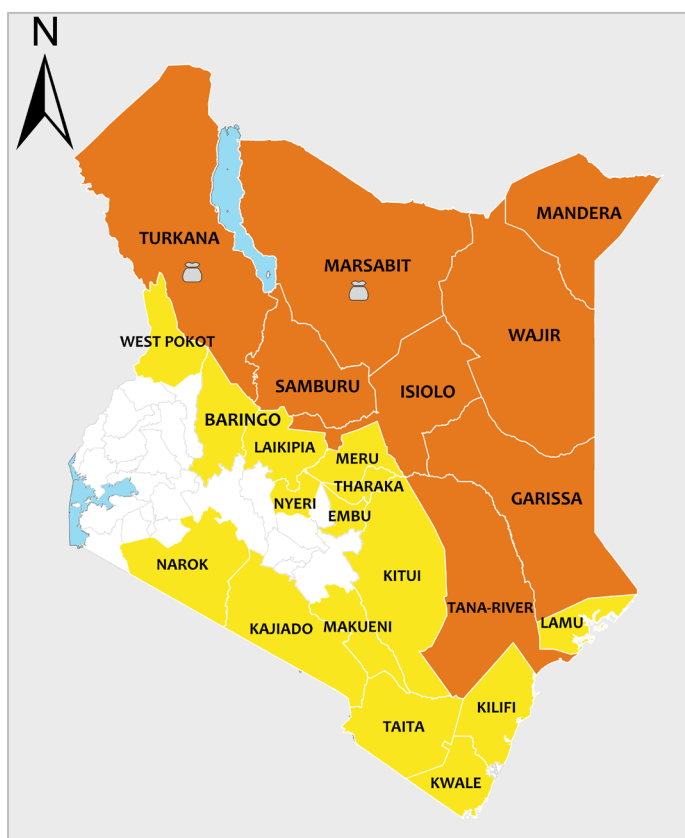 N
MANDERA
TURKANA
MARSABIT
WAJIR
WEST POKOT
SAMBURU
ISIOLO
BARINGO
LAIKIPIA
MERU
THARAKA
GARISSA
NYERI
EMBU
NAROK
KITUI
TANA-RIVER
LAMU
KAJIADO
MAKUENI
KILIFI
TAITA
KWALE